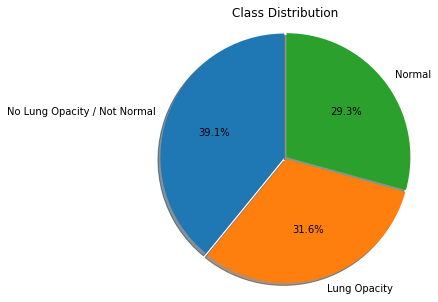 Class Distribution
Normal
No Lung Opacity / Not Normal
29.3%
39.1%
31.6%
Lung Opacity